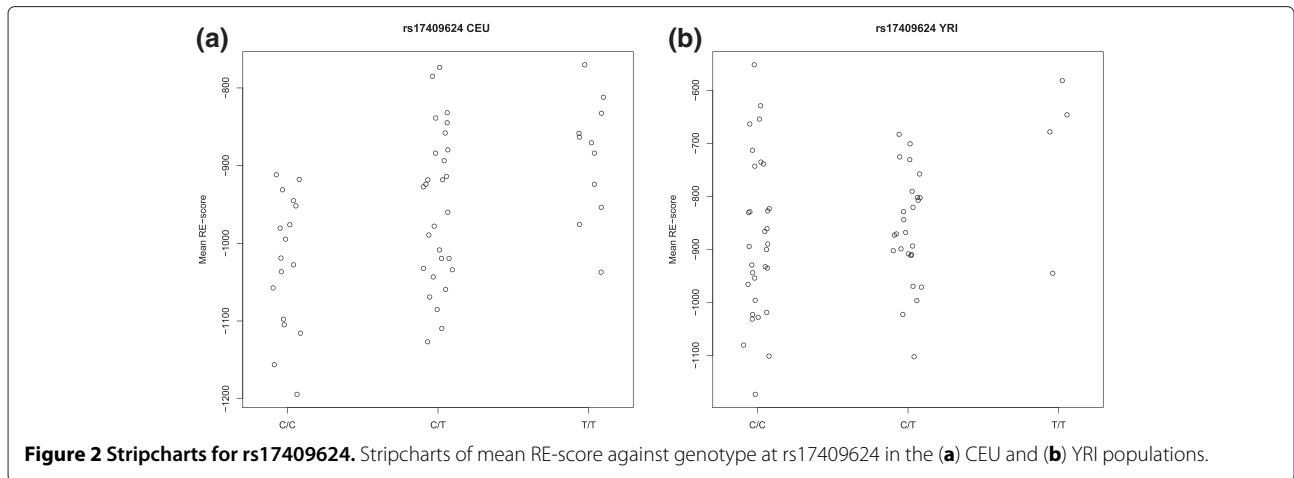 (a)
rs17409624 CEU
Mean RE−score
−800
−900
−1000
−1100
−1200
C/C
C/T
T/T
(b)
rs17409624 YRI
Mean RE−score
−600
−700
−800
−900
−1000
−1100
C/C
C/T
T/T
Figure 2 Stripcharts for rs17409624. Stripcharts of mean RE-score against genotype at rs17409624 in the (a) CEU and (b) YRI populations.